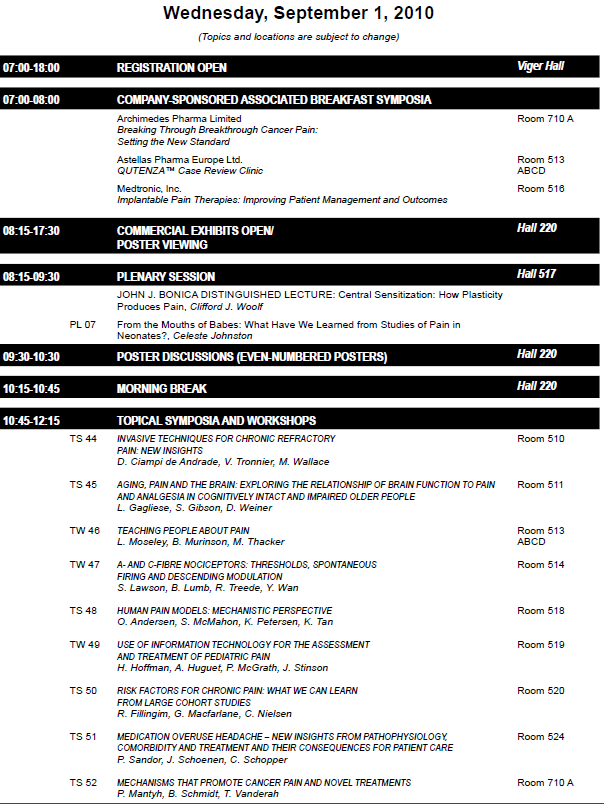 Wednesday, September 1, 2010
(Topics and locations are subject to change)
07:00-18:00 REGISTRATION OPEN Viger Hall
07:00-08:00 COMPANY-SPONSORED ASSOCIATED BREAKFAST SYMPOSIA
Archimedes Pharma Limited Room 710 A
Breaking Through Breakthrough Cancer Pain:
Setting the New Standard
Astellas Pharma Europe Ltd. Room 513
QUTENZA™ Case Review Clinic ABCD
Medtronic, Inc. Room 516
Implantable Pain Therapies: Improving Patient Management and Outcomes
08:15-17:30 COMMERCIAL EXHIBITS OPEN/ Hall 220
POSTER VIEWING
08:15-09:30 PLENARY SESSION Hall 517
JOHN J. BONICA DISTINGUISHED LECTURE: Central Sensitization: How Plasticity
Produces Pain, Clifford J. Woolf
PL 07 From the Mouths of Babes: What Have We Learned from Studies of Pain in
Neonates?, Celeste Johnston
09:30-10:30 POSTER DISCUSSIONS (EVEN-NUMBERED POSTERS) Hall 220
10:15-10:45 MORNING BREAK Hall 220
10:45-12:15 TOPICAL SYMPOSIA AND WORKSHOPS
TS 44 INVASIVE TECHNIQUES FOR CHRONIC REFRACTORY Room 510
PAIN: NEW INSIGHTS
D. Ciampi de Andrade, V. Tronnier, M. Wallace
TS 45 AGING, PAIN AND THE BRAIN: EXPLORING THE RELATIONSHIP OF BRAIN FUNCTION TO PAIN Room 511
AND ANALGESIA IN COGNITIVELY INTACT AND IMPAIRED OLDER PEOPLE
L. Gagliese, S. Gibson, D. Weiner
TW 46 TEACHING PEOPLE ABOUT PAIN Room 513
L. Moseley, B. Murinson, M. Thacker ABCD
TW 47 A- AND C-FIBRE NOCICEPTORS: THRESHOLDS, SPONTANEOUS Room 514
FIRING AND DESCENDING MODULATION
S. Lawson, B. Lumb, R. Treede, Y. Wan
TS 48 HUMAN PAIN MODELS: MECHANISTIC PERSPECTIVE Room 518
O. Andersen, S. McMahon, K. Petersen, K. Tan
TW 49 USE OF INFORMATION TECHNOLOGY FOR THE ASSESSMENT Room 519
AND TREATMENT OF PEDIATRIC PAIN
H. Hoffman, A. Huguet, P. McGrath, J. Stinson
TS 50 RISK FACTORS FOR CHRONIC PAIN: WHAT WE CAN LEARN Room 520
FROM LARGE COHORT STUDIES
R. Fillingim, G. Macfarlane, C. Nielsen
TS 51 MEDICATION OVERUSE HEADACHE – NEW INSIGHTS FROM PATHOPHYSIOLOGY, Room 524
COMORBIDITY AND TREATMENT AND THEIR CONSEQUENCES FOR PATIENT CARE
P. Sandor, J. Schoenen, C. Schopper
TS 52 MECHANISMS THAT PROMOTE CANCER PAIN AND NOVEL TREATMENTS Room 710 A
P. Mantyh, B. Schmidt, T. Vanderah